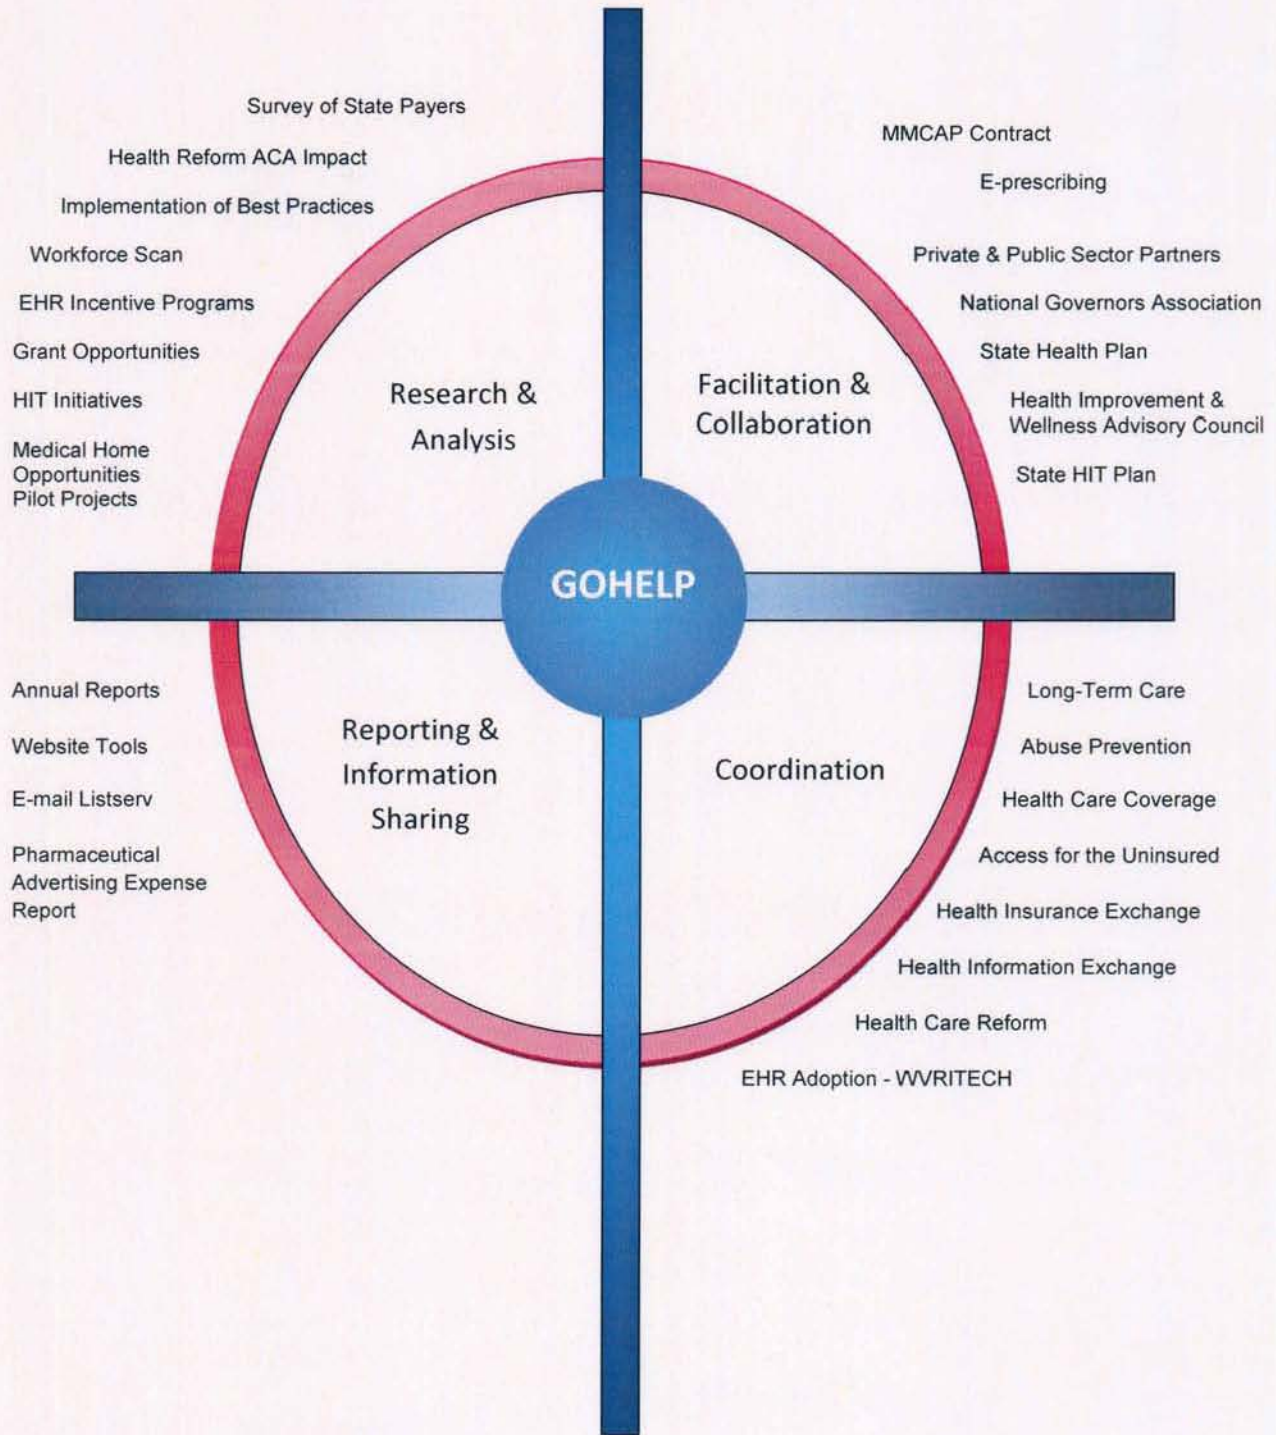 Survey of State Payers
Health Reform ACA Impact
Implementation of Best Practices
Workforce Scan
EHR Incentive Programs
Grant Opportunities
HIT Initiatives
Medical Home
Opportunities
Pilot Projects
Research &
Analysis
MMCAP Contract
E-prescribing
Private & Public Sector Partners
National Governors Association
State Health Plan
Health Improvement &
Wellness Advisory Council
State HIT Plan
Facilitation &
Collaboration
GOHELP
Annual Reports
Website Tools
E-mail Listserv
Pharmaceutical
Advertising Expense
Report
Reporting &
Information
Sharing
Coordination
Long-Term Care
Abuse Prevention
Health Care Coverage
Access for the Uninsured
Health Insurance Exchange
Health Information Exchange
Health Care Reform
EHR Adoption - WVRITECH